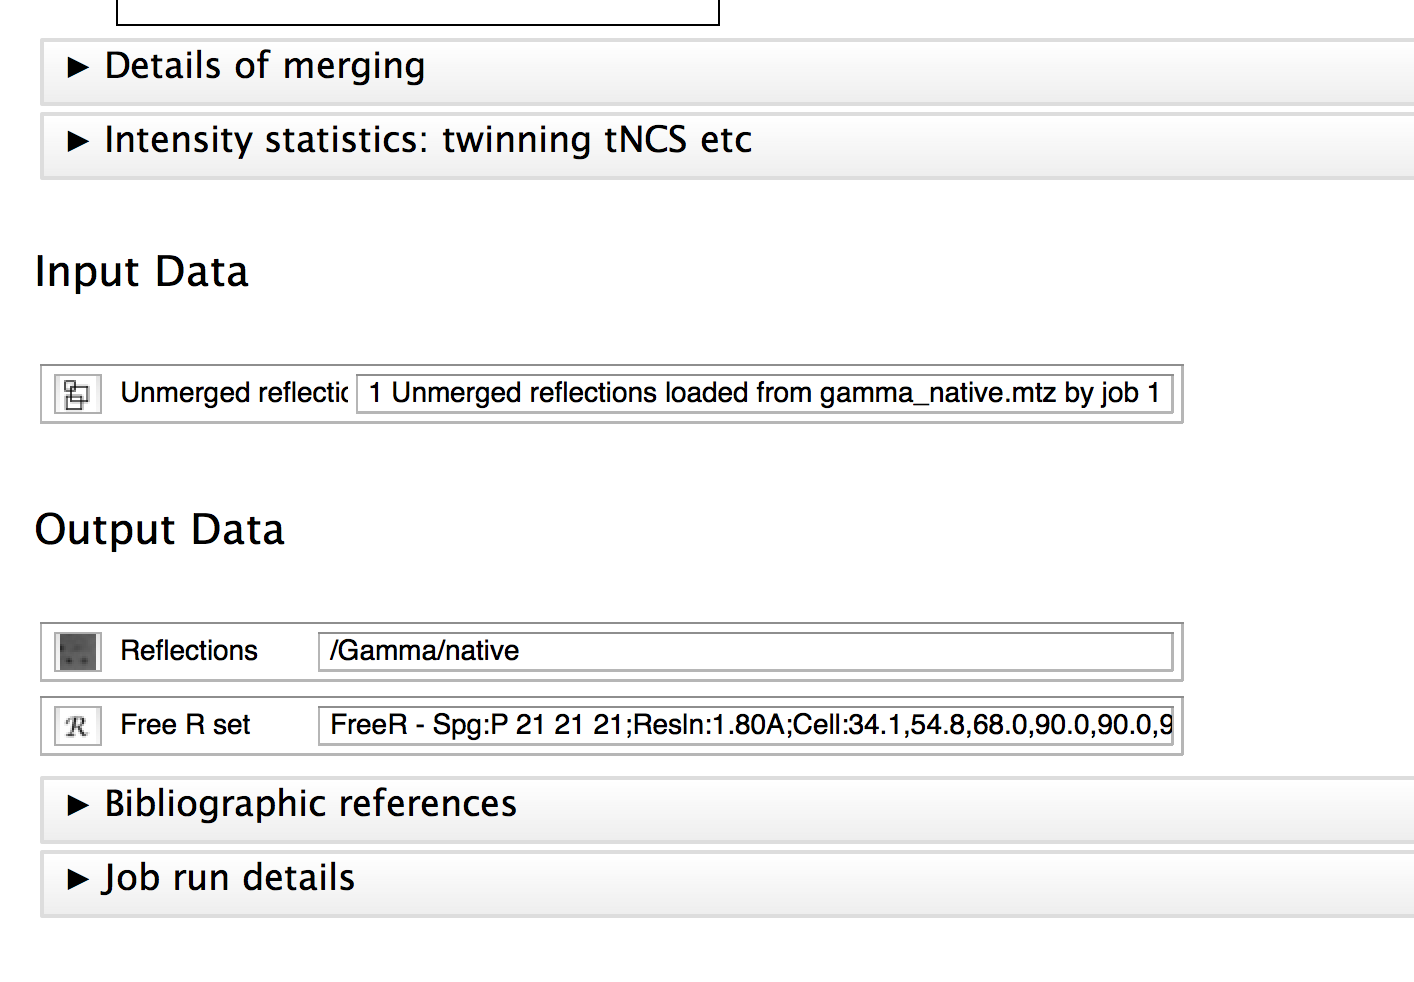 Details of merging
Intensity statistics: twinning tNCS etc
Input Data
Unmerged reflectic 1 Unmerged reflections loaded from gamma_native.mtz by job 1
Output Data
Reflections /Gamma/native
R Free R set FreeR - Spg:P 21 21 21;Resln:1.80A;Cell:34.1,54.8,68.0,90.0,90.0,9
Bibliographic references
Job run details